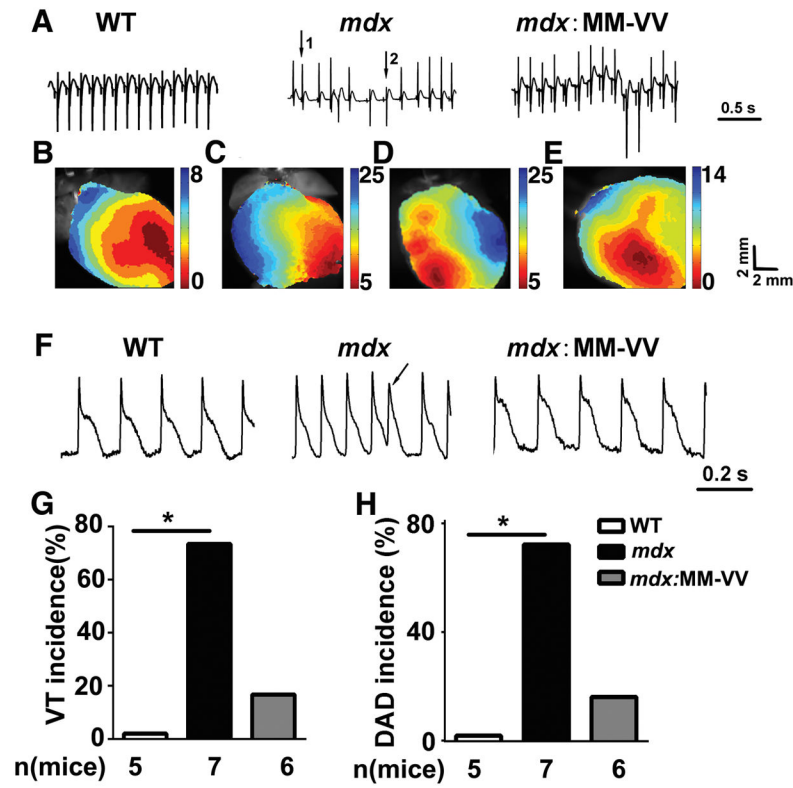 A WT mdx mdx: MM-VV
1
2
0.5 s
B C D E
8 25 25 14
0 5 5 0
2 mm
2 mm
F WT mdx mdx: MM-VV
0.2 s
G
VT incidence(%)
80
60
40
20
0
n(mice) 5 7 6
*
H
DAD incidence (%)
80
40
0
n(mice) 5 7 6
*
WT
mdx
mdx:MM-VV